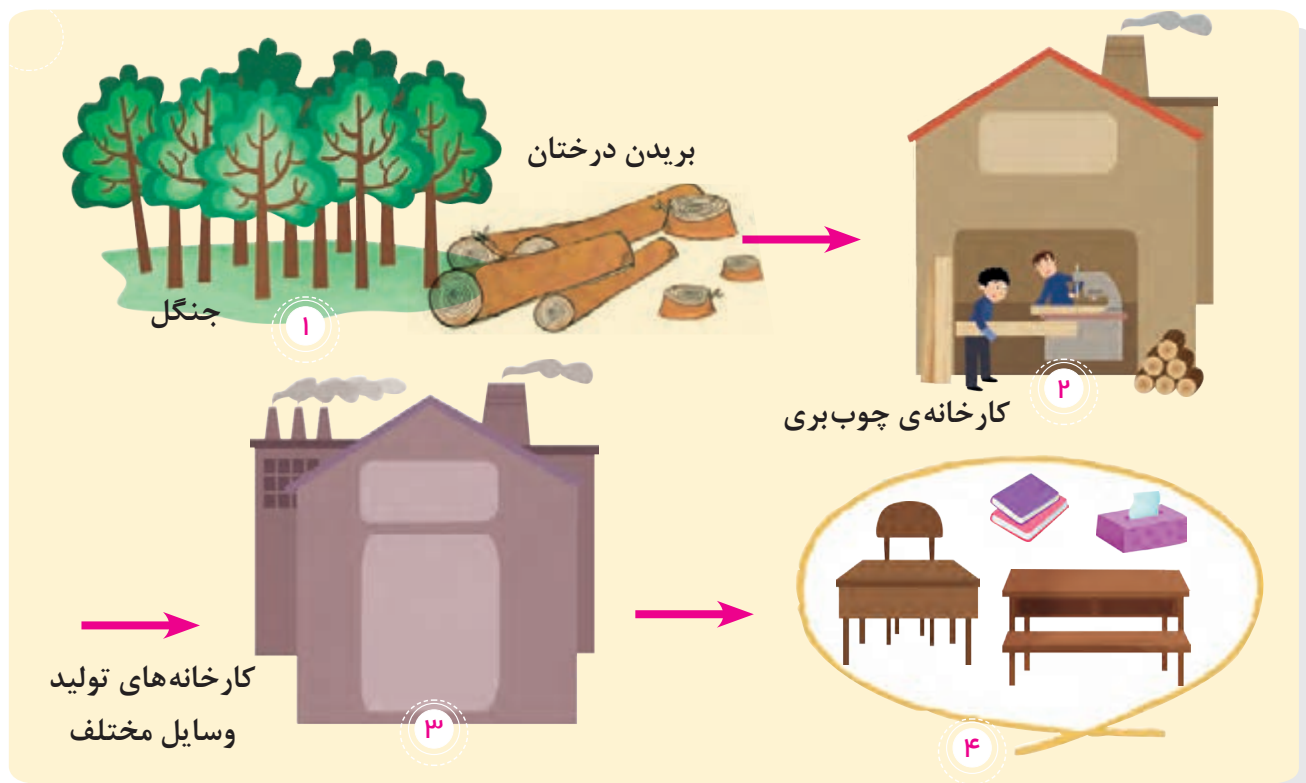 بریدن درختان
جنگل
۱
۲
کارخانه‌ی چوب‌بری
کارخانه‌های تولید
وسایل مختلف
۳
۴